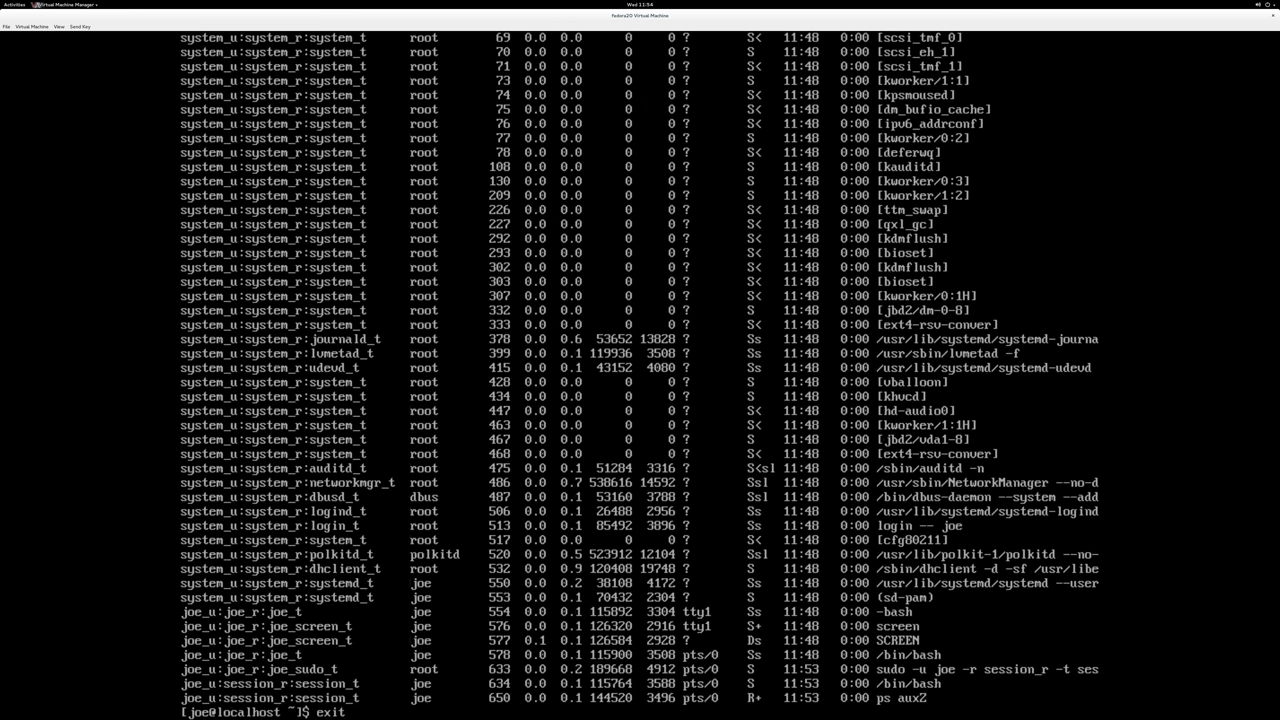 Activities Virtual Machine Manager Wed 11:54
Fedora20 Virtual Machine ×
File Virtual Machine View Send Key
system_u:system_r:system_t root 69 0.0 0.0 0 0 ? S< 11:48 0:00 [scsi_tmf_0]
system_u:system_r:system_t root 70 0.0 0.0 0 0 ? S 11:48 0:00 [scsi_eh_1]
system_u:system_r:system_t root 71 0.0 0.0 0 0 ? S< 11:48 0:00 [scsi_tmf_1]
system_u:system_r:system_t root 73 0.0 0.0 0 0 ? S 11:48 0:00 [kworker/1:1]
system_u:system_r:system_t root 74 0.0 0.0 0 0 ? S< 11:48 0:00 [kpsmoused]
system_u:system_r:system_t root 75 0.0 0.0 0 0 ? S< 11:48 0:00 [dm_bufio_cache]
system_u:system_r:system_t root 76 0.0 0.0 0 0 ? S< 11:48 0:00 [ipv6_addrconf]
system_u:system_r:system_t root 77 0.0 0.0 0 0 ? S 11:48 0:00 [kworker/0:2]
system_u:system_r:system_t root 78 0.0 0.0 0 0 ? S< 11:48 0:00 [deferwq]
system_u:system_r:system_t root 108 0.0 0.0 0 0 ? S 11:48 0:00 [kauditd]
system_u:system_r:system_t root 130 0.0 0.0 0 0 ? S 11:48 0:00 [kworker/0:3]
system_u:system_r:system_t root 209 0.0 0.0 0 0 ? S 11:48 0:00 [kworker/1:2]
system_u:system_r:system_t root 226 0.0 0.0 0 0 ? S< 11:48 0:00 [ttm_swap]
system_u:system_r:system_t root 227 0.0 0.0 0 0 ? S< 11:48 0:00 [qxl_gc]
system_u:system_r:system_t root 292 0.0 0.0 0 0 ? S< 11:48 0:00 [kdmflush]
system_u:system_r:system_t root 293 0.0 0.0 0 0 ? S< 11:48 0:00 [bioset]
system_u:system_r:system_t root 302 0.0 0.0 0 0 ? S< 11:48 0:00 [kdmflush]
system_u:system_r:system_t root 303 0.0 0.0 0 0 ? S< 11:48 0:00 [bioset]
system_u:system_r:system_t root 307 0.0 0.0 0 0 ? S< 11:48 0:00 [kworker/0:1H]
system_u:system_r:system_t root 332 0.0 0.0 0 0 ? S 11:48 0:00 [jbd2/dm-0-8]
system_u:system_r:system_t root 333 0.0 0.0 0 0 ? S< 11:48 0:00 [ext4-rsv-conver]
system_u:system_r:journald_t root 378 0.0 0.6 53652 13828 ? Ss 11:48 0:00 /usr/lib/systemd/systemd-journa
system_u:system_r:lvmetad_t root 399 0.0 0.1 119936 3508 ? Ss 11:48 0:00 /usr/sbin/lvmetad -f
system_u:system_r:udevd_t root 415 0.0 0.1 43152 4080 ? Ss 11:48 0:00 /usr/lib/systemd/systemd-udevd
system_u:system_r:system_t root 428 0.0 0.0 0 0 ? S 11:48 0:00 [vballoon]
system_u:system_r:system_t root 434 0.0 0.0 0 0 ? S 11:48 0:00 [khvcd]
system_u:system_r:system_t root 447 0.0 0.0 0 0 ? S< 11:48 0:00 [hd-audio0]
system_u:system_r:system_t root 463 0.0 0.0 0 0 ? S< 11:48 0:00 [kworker/1:1H]
system_u:system_r:system_t root 467 0.0 0.0 0 0 ? S 11:48 0:00 [jbd2/vda1-8]
system_u:system_r:system_t root 468 0.0 0.0 0 0 ? S< 11:48 0:00 [ext4-rsv-conver]
system_u:system_r:auditd_t root 475 0.0 0.1 51284 3316 ? S<sl 11:48 0:00 /sbin/auditd -n
system_u:system_r:networkmgr_t root 486 0.0 0.7 538616 14592 ? Ssl 11:48 0:00 /usr/sbin/NetworkManager --no-d
system_u:system_r:dbusd_t dbus 487 0.0 0.1 53160 3788 ? Ssl 11:48 0:00 /bin/dbus-daemon --system --add
system_u:system_r:logind_t root 506 0.0 0.1 26488 2956 ? Ss 11:48 0:00 /usr/lib/systemd/systemd-logind
system_u:system_r:login_t root 513 0.0 0.1 85492 3896 ? Ss 11:48 0:00 login -- joe
system_u:system_r:system_t root 517 0.0 0.0 0 0 ? S< 11:48 0:00 [cfg80211]
system_u:system_r:polkitd_t polkitd 520 0.0 0.5 523912 12104 ? Ssl 11:48 0:00 /usr/lib/polkit-1/polkitd --no-
system_u:system_r:dhclient_t root 532 0.0 0.9 120408 19748 ? S 11:48 0:00 /sbin/dhclient -d -sf /usr/libe
system_u:system_r:systemd_t joe 550 0.0 0.2 38108 4172 ? Ss 11:48 0:00 /usr/lib/systemd/systemd --user
system_u:system_r:systemd_t joe 553 0.0 0.1 70432 2304 ? S 11:48 0:00 (sd-pam)
joe_u:joe_r:joe_t joe 554 0.0 0.1 115892 3304 tty1 Ss 11:48 0:00 -bash
joe_u:joe_r:joe_screen_t joe 576 0.0 0.1 126320 2916 tty1 S+ 11:48 0:00 screen
joe_u:joe_r:joe_screen_t joe 577 0.1 0.1 126584 2928 ? Ds 11:48 0:00 SCREEN
joe_u:joe_r:joe_t joe 578 0.0 0.1 115900 3508 pts/0 Ss 11:48 0:00 /bin/bash
joe_u:joe_r:joe_sudo_t root 633 0.0 0.2 189668 4912 pts/0 S 11:53 0:00 sudo -u joe -r session_r -t ses
joe_u:session_r:session_t joe 634 0.0 0.1 115764 3588 pts/0 S 11:53 0:00 /bin/bash
joe_u:session_r:session_t joe 650 0.0 0.1 144520 3496 pts/0 R+ 11:53 0:00 ps auxZ
[joe@localhost ~]$ exit